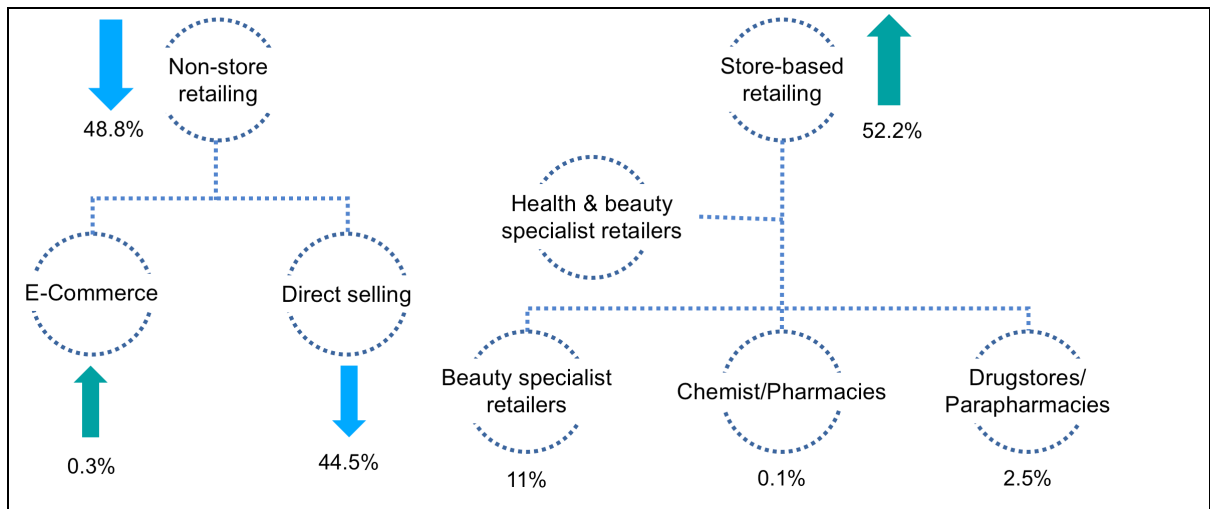 Non-store
retailing
48.8%
Store-based
retailing
52.2%
Health & beauty
specialist retailers
E-Commerce
0.3%
Direct selling
44.5%
Beauty specialist
retailers
11%
Chemist/Pharmacies
0.1%
Drugstores/
Parapharmacies
2.5%